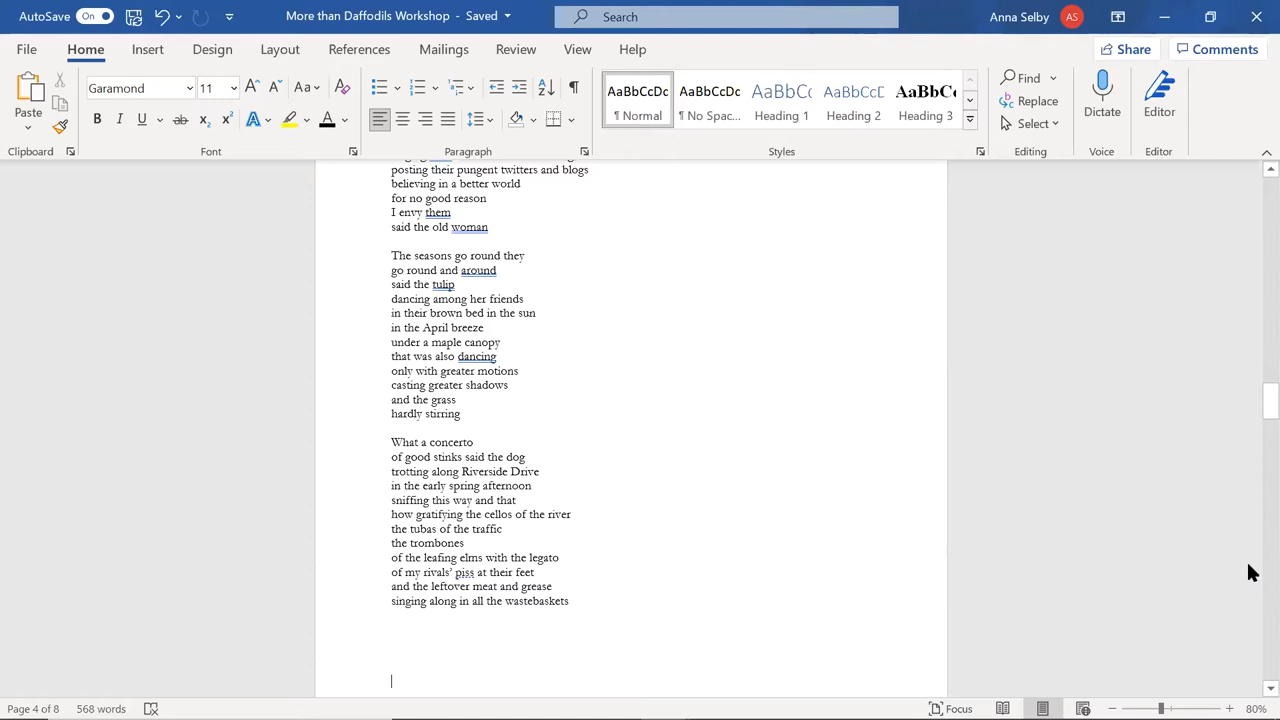 AutoSave On More than Daffodils Workshop - Saved Search Anna Selby AS
File Home Insert Design Layout References Mailings Review View Help Share Comments
Paste Clipboard
Garamond 11
B I U ab x₂ x² A A
Font
Paragraph
AaBbCcDc AaBbCcDc AaBbCc AaBbCcD AaBbCc
¶ Normal ¶ No Spac... Heading 1 Heading 2 Heading 3
Styles
Find
Replace
Select
Editing
Dictate
Voice
Editor
Editor
posting their pungent twitters and blogs
believing in a better world
for no good reason
I envy them
said the old woman
The seasons go round they
go round and around
said the tulip
dancing among her friends
in their brown bed in the sun
in the April breeze
under a maple canopy
that was also dancing
only with greater motions
casting greater shadows
and the grass
hardly stirring
What a concerto
of good stinks said the dog
trotting along Riverside Drive
in the early spring afternoon
sniffing this way and that
how gratifying the cellos of the river
the tubas of the traffic
the trombones
of the leafing elms with the legato
of my rivals' piss at their feet
and the leftover meat and grease
singing along in all the wastebaskets
Page 4 of 8 568 words Focus 80%